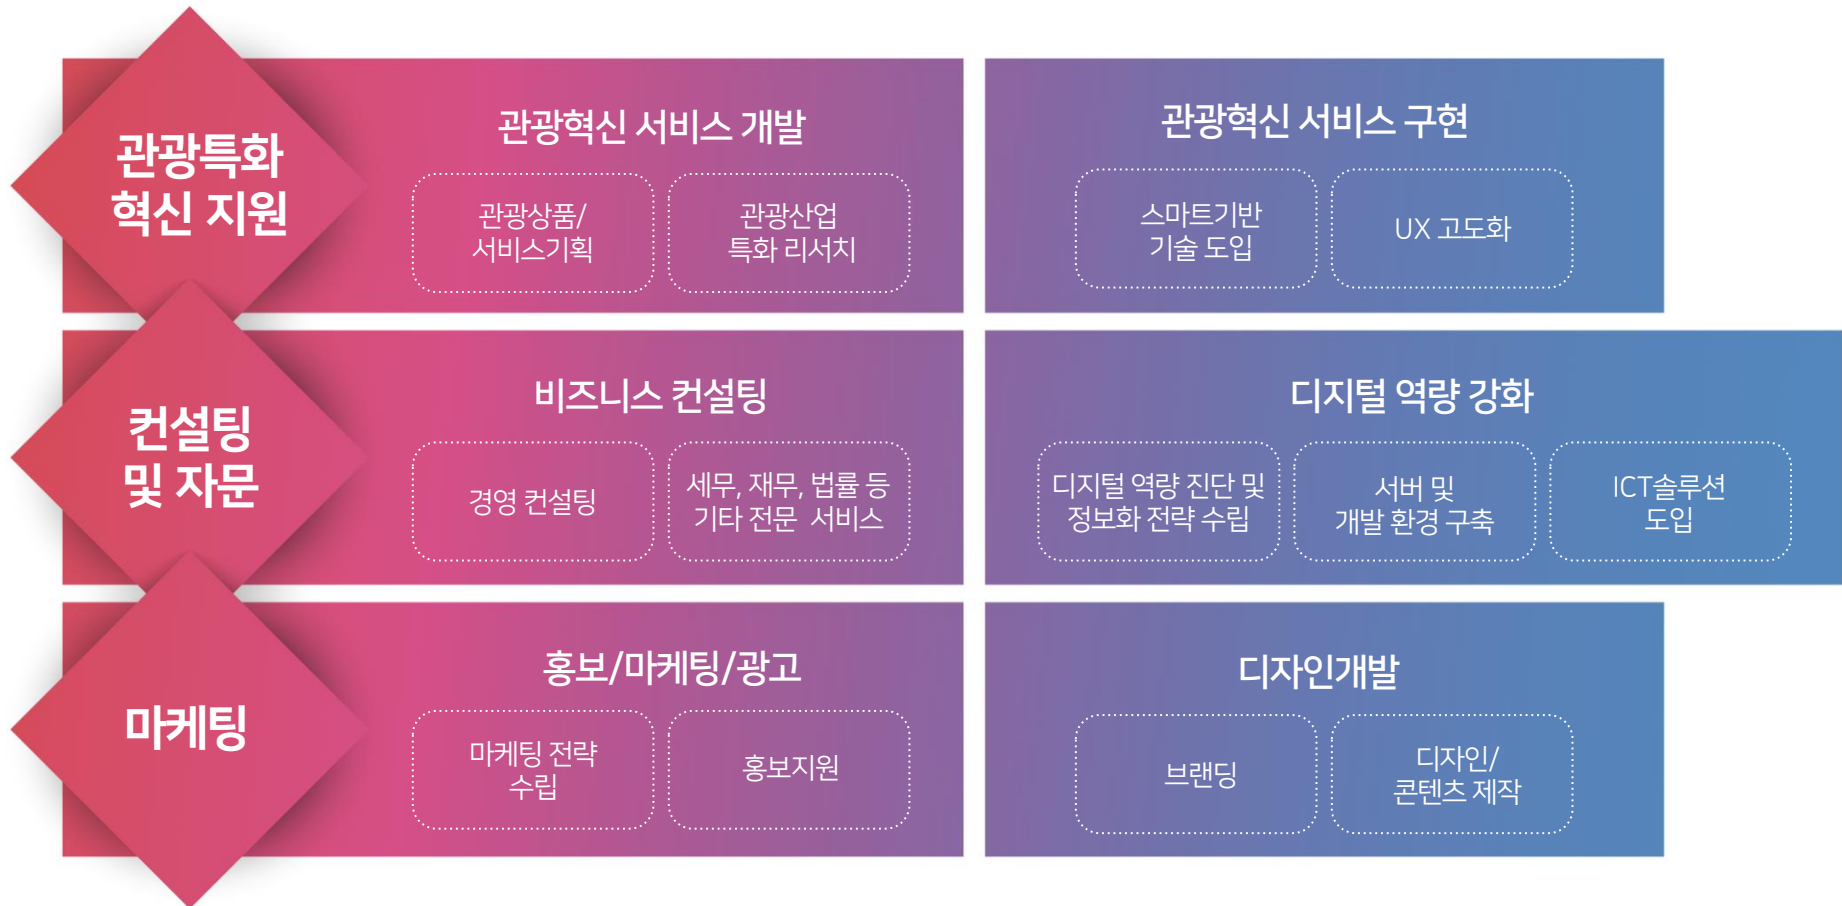 관광특화
혁신 지원
관광혁신 서비스 개발
관광상품/
서비스기획
관광산업
특화 리서치
관광혁신 서비스 구현
스마트기반
기술 도입
UX 고도화
컨설팅
및 자문
비즈니스 컨설팅
경영 컨설팅
세무, 재무, 법률 등
기타 전문 서비스
디지털 역량 강화
디지털 역량 진단 및
정보화 전략 수립
서버 및
개발 환경 구축
ICT솔루션
도입
마케팅
홍보/마케팅/광고
마케팅 전략
수립
홍보지원
디자인개발
브랜딩
디자인/
콘텐츠 제작